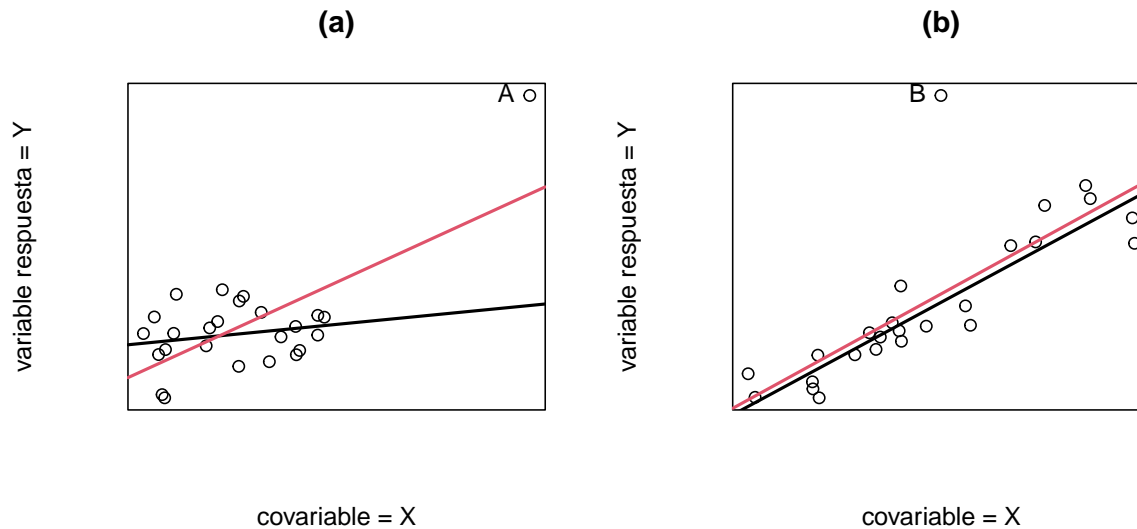 (a)
A
variable respuesta = Y
covariable = X
(b)
B
variable respuesta = Y
covariable = X